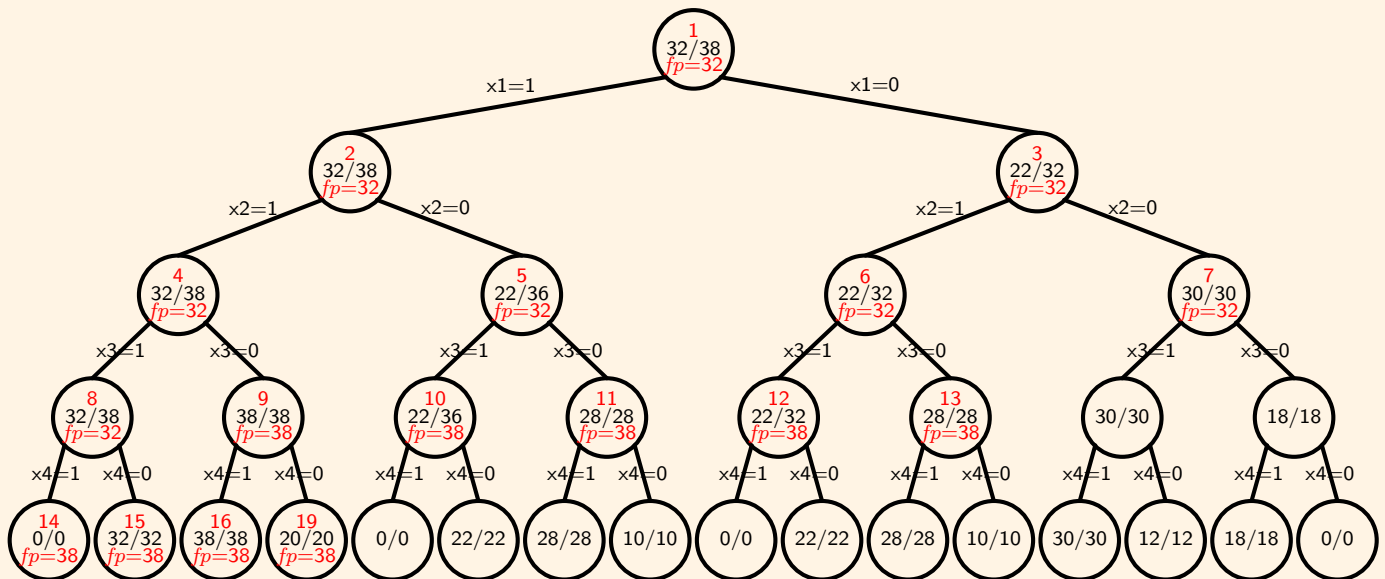 1
32/38
fp=32
x1=1
x1=0
2
32/38
fp=32
3
22/32
fp=32
x2=1
x2=0
x2=1
x2=0
4
32/38
fp=32
5
22/36
fp=32
6
22/32
fp=32
7
30/30
fp=32
x3=1
x3=0
x3=1
x3=0
x3=1
x3=0
x3=1
x3=0
8
32/38
fp=32
9
38/38
fp=38
10
22/36
fp=38
11
28/28
fp=38
12
22/32
fp=38
13
28/28
fp=38
30/30
18/18
x4=1
x4=0
x4=1
x4=0
x4=1
x4=0
x4=1
x4=0
x4=1
x4=0
x4=1
x4=0
x4=1
x4=0
x4=1
x4=0
14
0/0
fp=38
15
32/32
fp=38
16
38/38
fp=38
19
20/20
fp=38
0/0
22/22
28/28
10/10
0/0
22/22
28/28
10/10
30/30
12/12
18/18
0/0